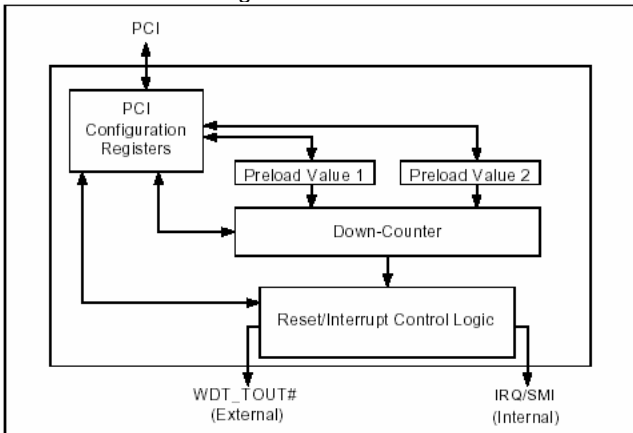 PCI
PCI
Configuration
Registers
Preload Value 1
Preload Value 2
Down-Counter
Reset/Interrupt Control Logic
WDT_TOUT#
(External)
IRQ/SMI
(Internal)